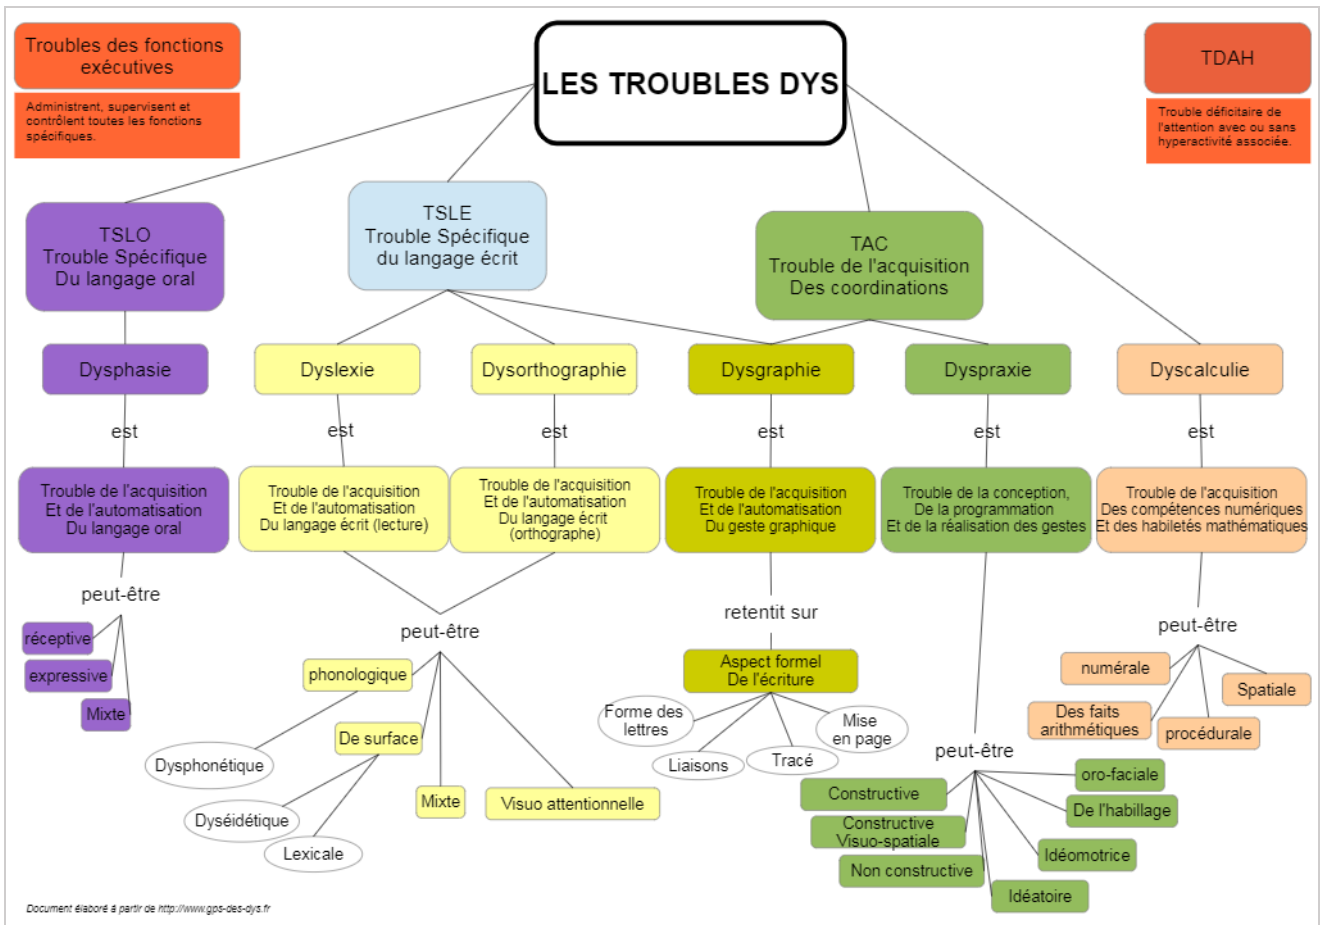 LES TROUBLES DYS
Troubles des fonctions
exécutives
Administrent, supervisent et
contrôlent toutes les fonctions
spécifiques.
TDAH
Trouble déficitaire de
l'attention avec ou sans
hyperactivité associée.
TSLO
Trouble Spécifique
Du langage oral
TSLE
Trouble Spécifique
du langage écrit
TAC
Trouble de l'acquisition
Des coordinations
Dysphasie
Dyslexie
Dysorthographie
Dysgraphie
Dyspraxie
Dyscalculie
est
est
est
est
est
est
Trouble de l'acquisition
Et de l'automatisation
Du langage oral
Trouble de l'acquisition
Et de l'automatisation
Du langage écrit (lecture)
Trouble de l'acquisition
Et de l'automatisation
Du langage écrit
(orthographe)
Trouble de l'acquisition
Et de l'automatisation
Du geste graphique
Trouble de la conception,
De la programmation
Et de la réalisation des gestes
Trouble de l'acquisition
Des compétences numériques
Et des habiletés mathématiques
peut-être
réceptive
expressive
Mixte
peut-être
phonologique
Dysphonétique
De surface
Dyséidétique
Lexicale
Mixte
Visuo attentionnelle
retentit sur
Aspect formel
De l'écriture
Forme des
lettres
Liaisons
Tracé
Mise
en page
peut-être
Constructive
Constructive
Visuo-spatiale
Non constructive
Idéatoire
Idéomotrice
De l'habillage
oro-faciale
peut-être
numérale
Des faits
arithmétiques
procédurale
Spatiale
Document élaboré à partir de http://www.gps-des-dys.fr